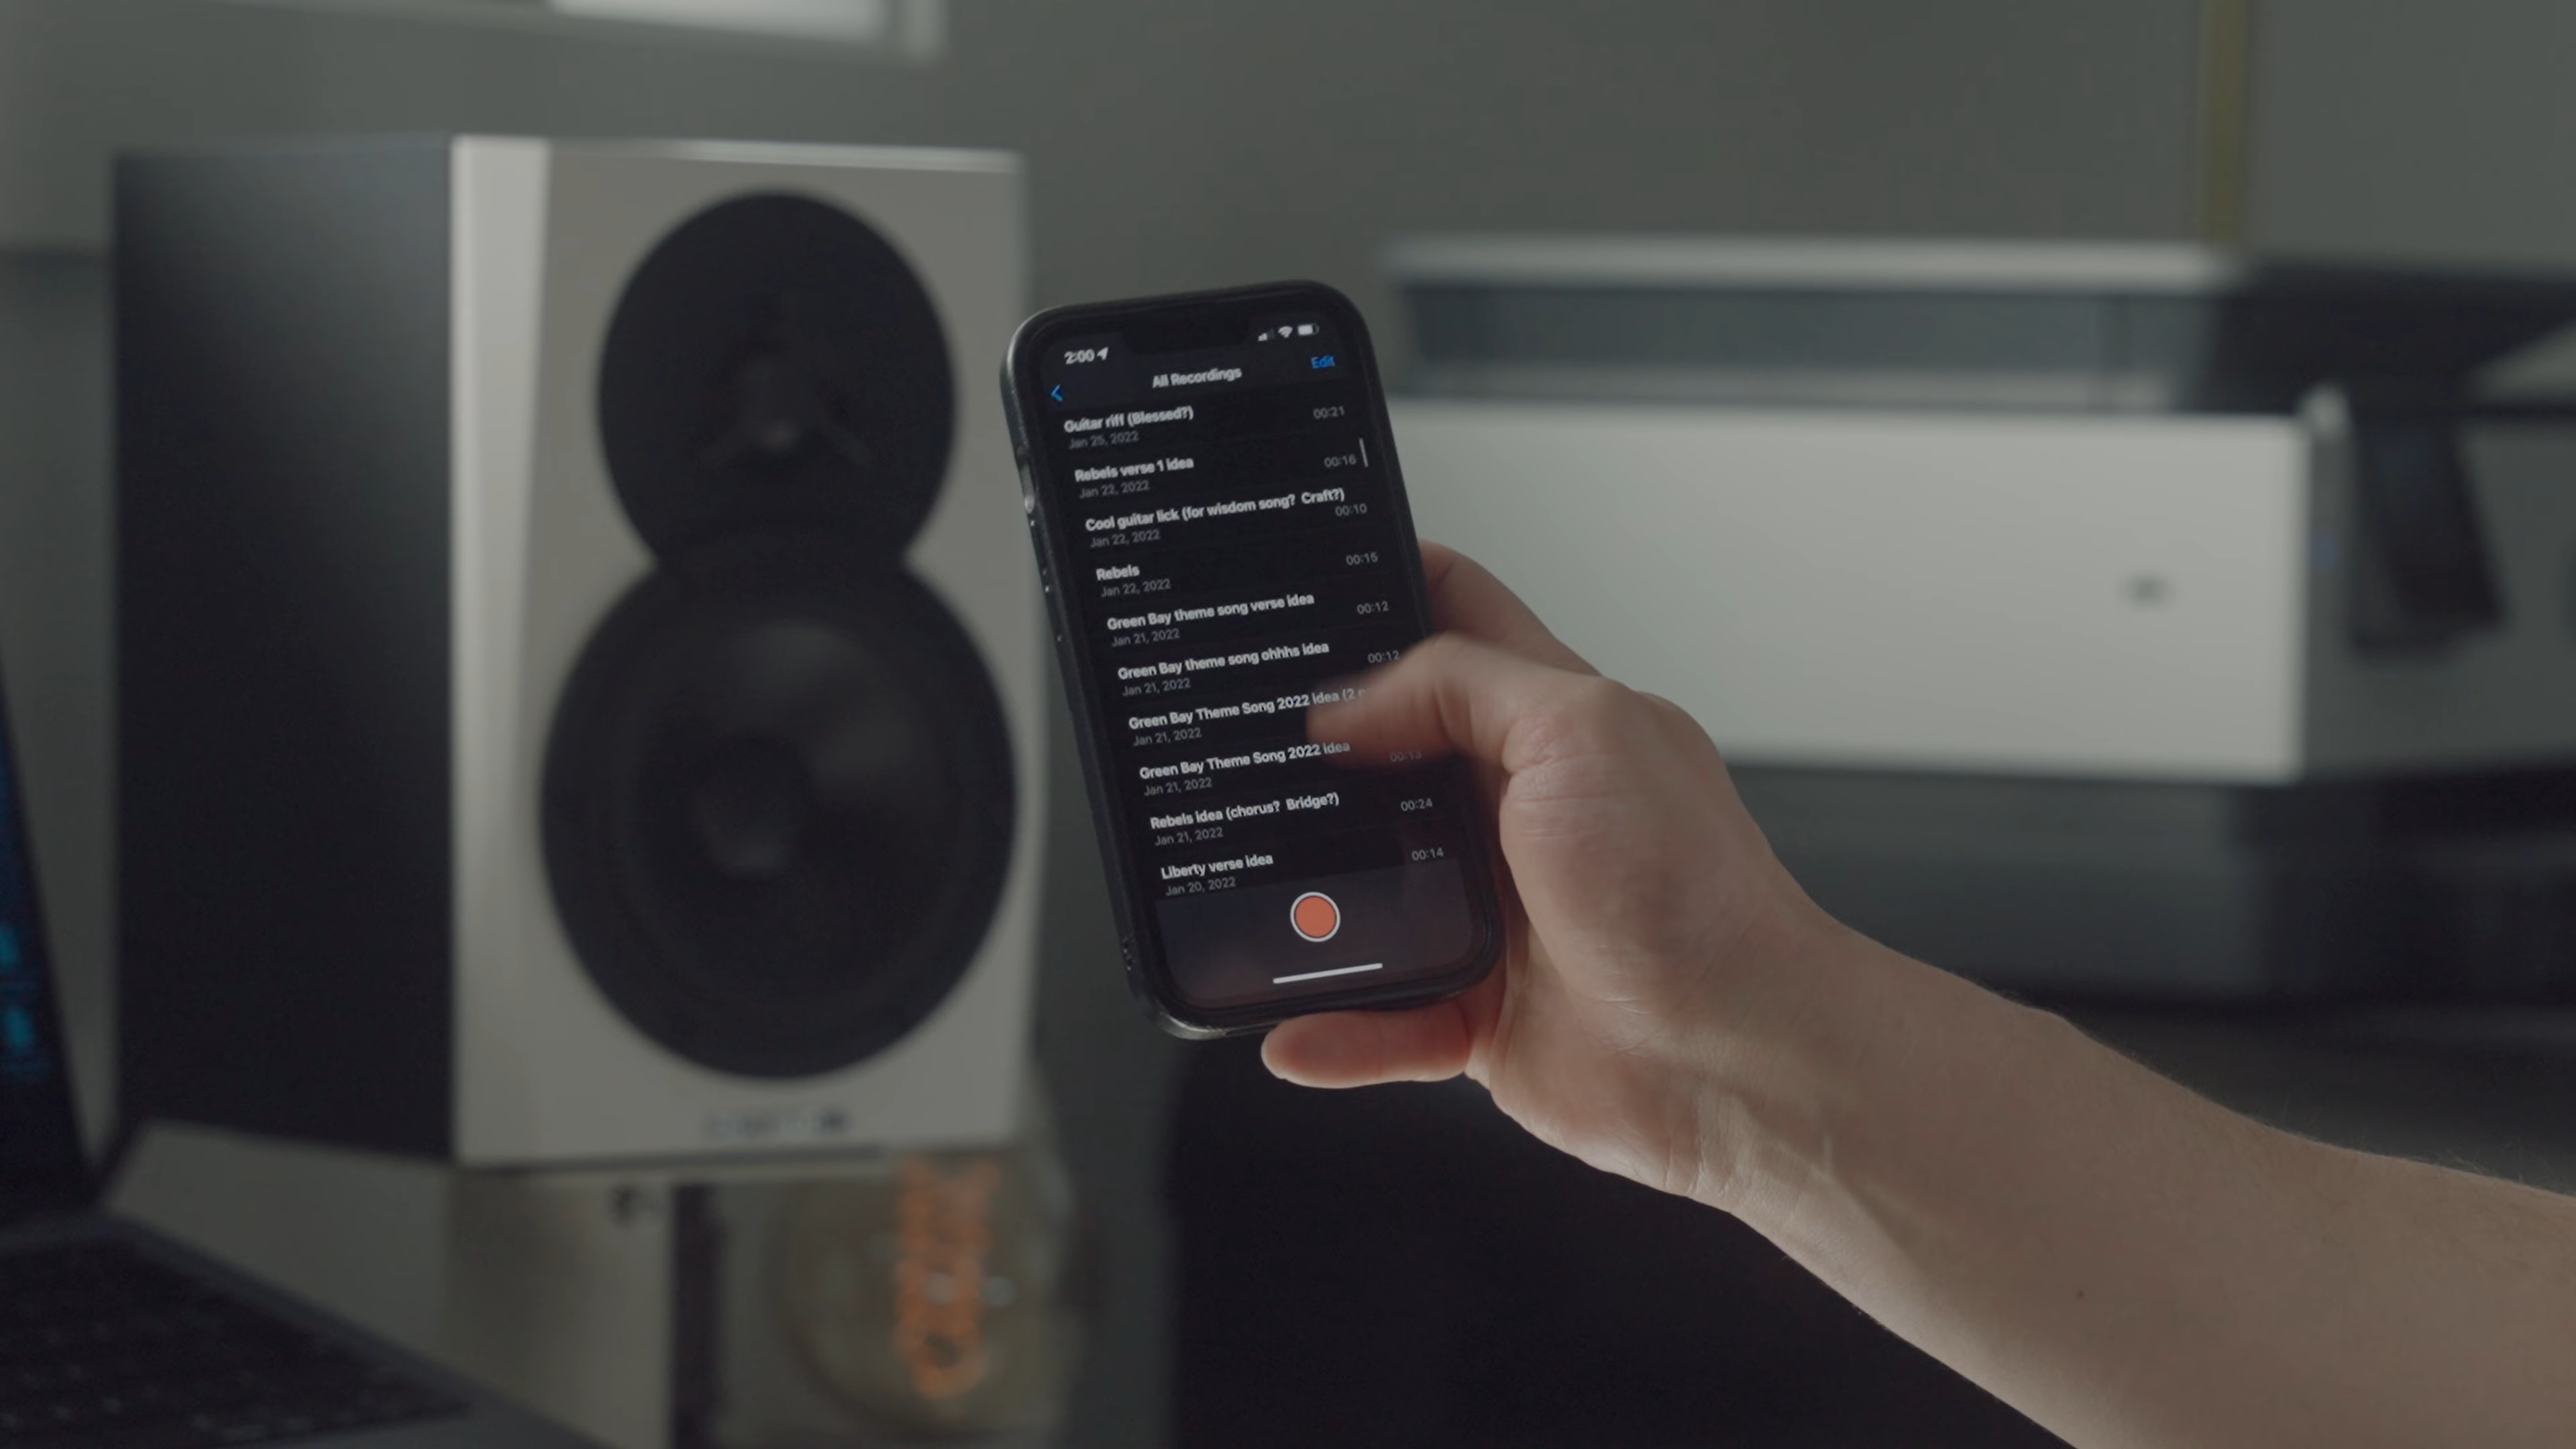 2:00
All Recordings
Edit
Guitar riff (Blessed?)
Jan 25, 2022
00:21
Rebels verse 1 idea
Jan 22, 2022
00:16
Cool guitar lick (for wisdom song? Craft?)
Jan 22, 2022
00:10
Rebels
Jan 22, 2022
00:15
Green Bay theme song verse idea
Jan 21, 2022
00:12
Green Bay theme song ohhhs idea
Jan 21, 2022
00:12
Green Bay Theme Song 2022 idea (2
Jan 21, 2022
Green Bay Theme Song 2022 idea
Jan 21, 2022
00:13
Rebels idea (chorus? Bridge?)
Jan 21, 2022
00:24
Liberty verse idea
Jan 20, 2022
00:14